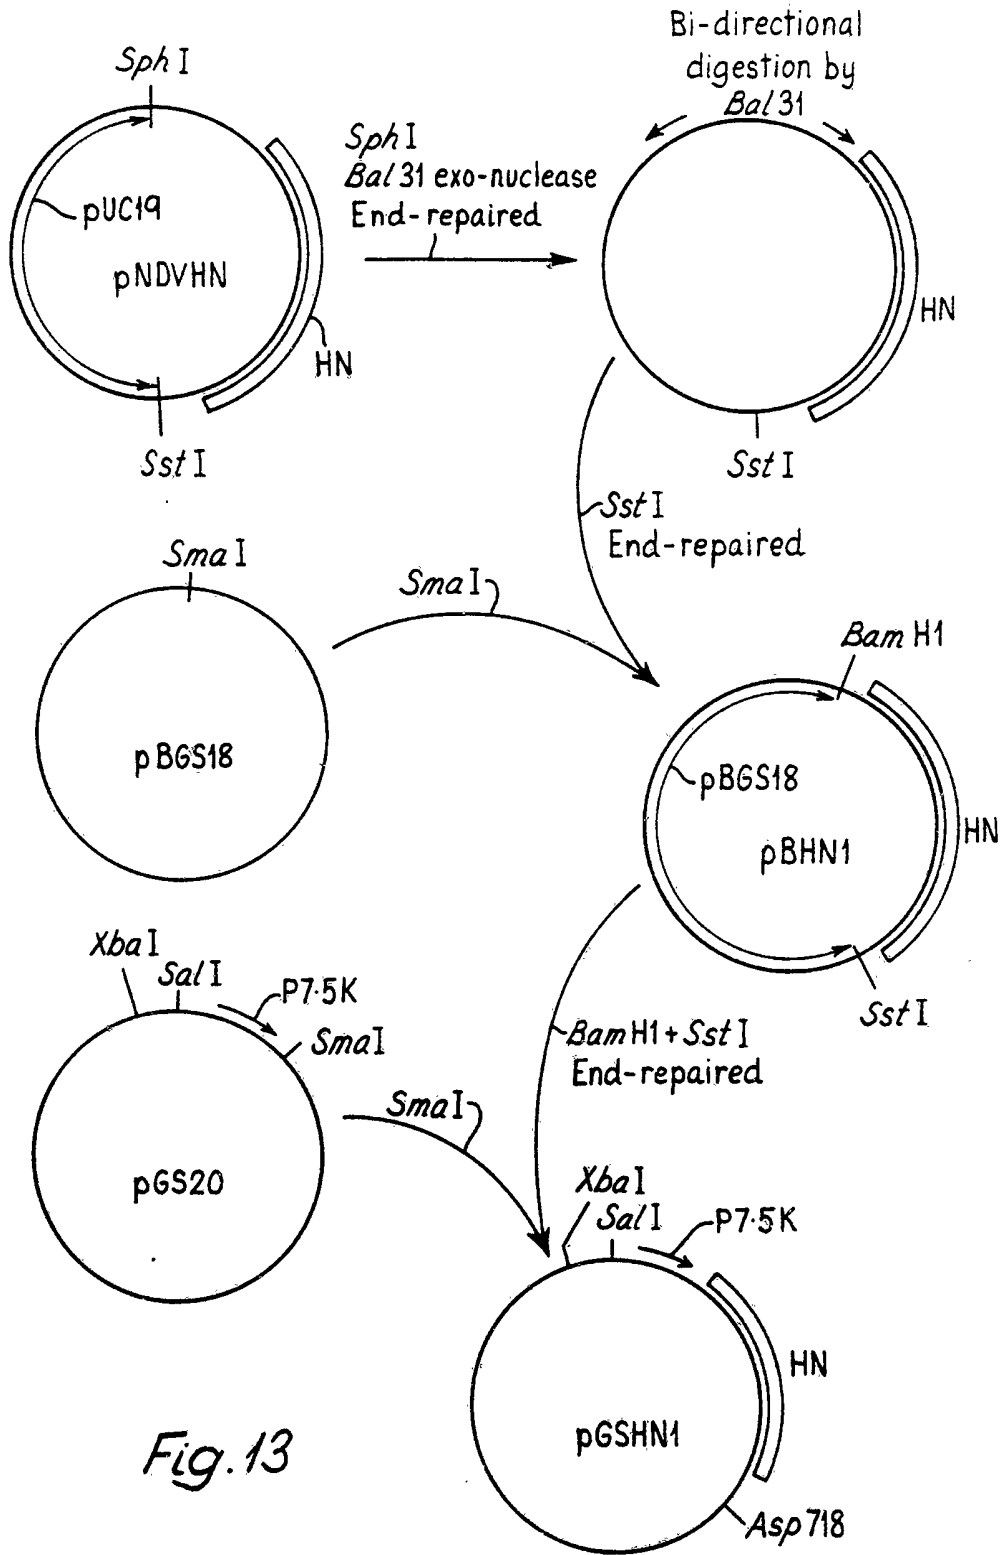 Sph I
pUC19
pNDVHN
HN
Sst I
Sph I
Bal 31 exo-nuclease
End-repaired
Bi-directional
digestion by
Bal 31
HN
Sst I
Sst I
End-repaired
Sma I
pBGS18
Sma I
Bam H1
pBGS18
pBHN1
HN
Sst I
Xba I
Sal I
P7·5K
Sma I
pGS20
Sma I
Bam H1 + Sst I
End-repaired
Xba I
Sal I
P7·5K
HN
pGSHN1
Asp 718
Fig. 13